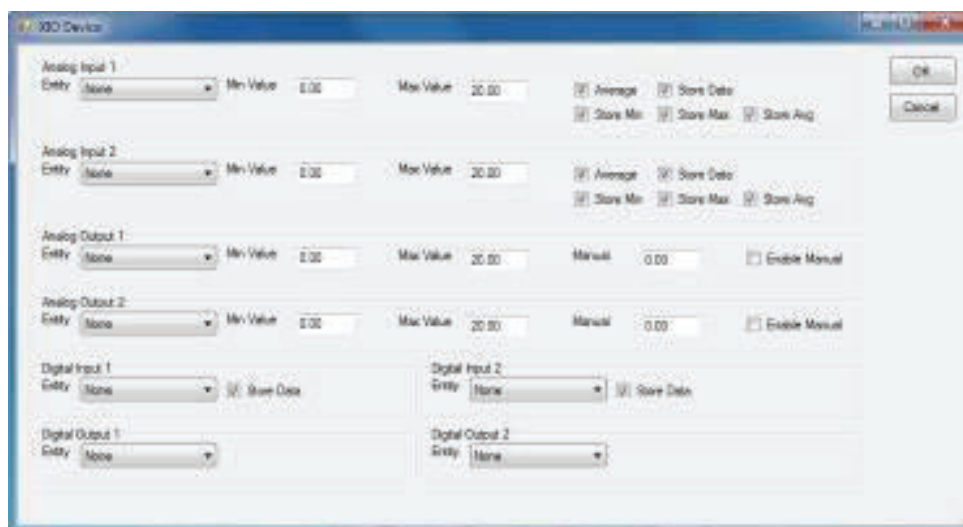 XIO Device
Analog Input 1
Entity None Min Value 0.00 Max Value 20.00 Average Store Data
Store Min Store Max Store Avg
OK
Cancel
Analog Input 2
Entity None Min Value 0.00 Max Value 20.00 Average Store Data
Store Min Store Max Store Avg
Analog Output 1
Entity None Min Value 0.00 Max Value 20.00 Manual 0.00 Enable Manual
Analog Output 2
Entity None Min Value 0.00 Max Value 20.00 Manual 0.00 Enable Manual
Digital Input 1
Entity None Store Data
Digital Input 2
Entity None Store Data
Digital Output 1
Entity None
Digital Output 2
Entity None